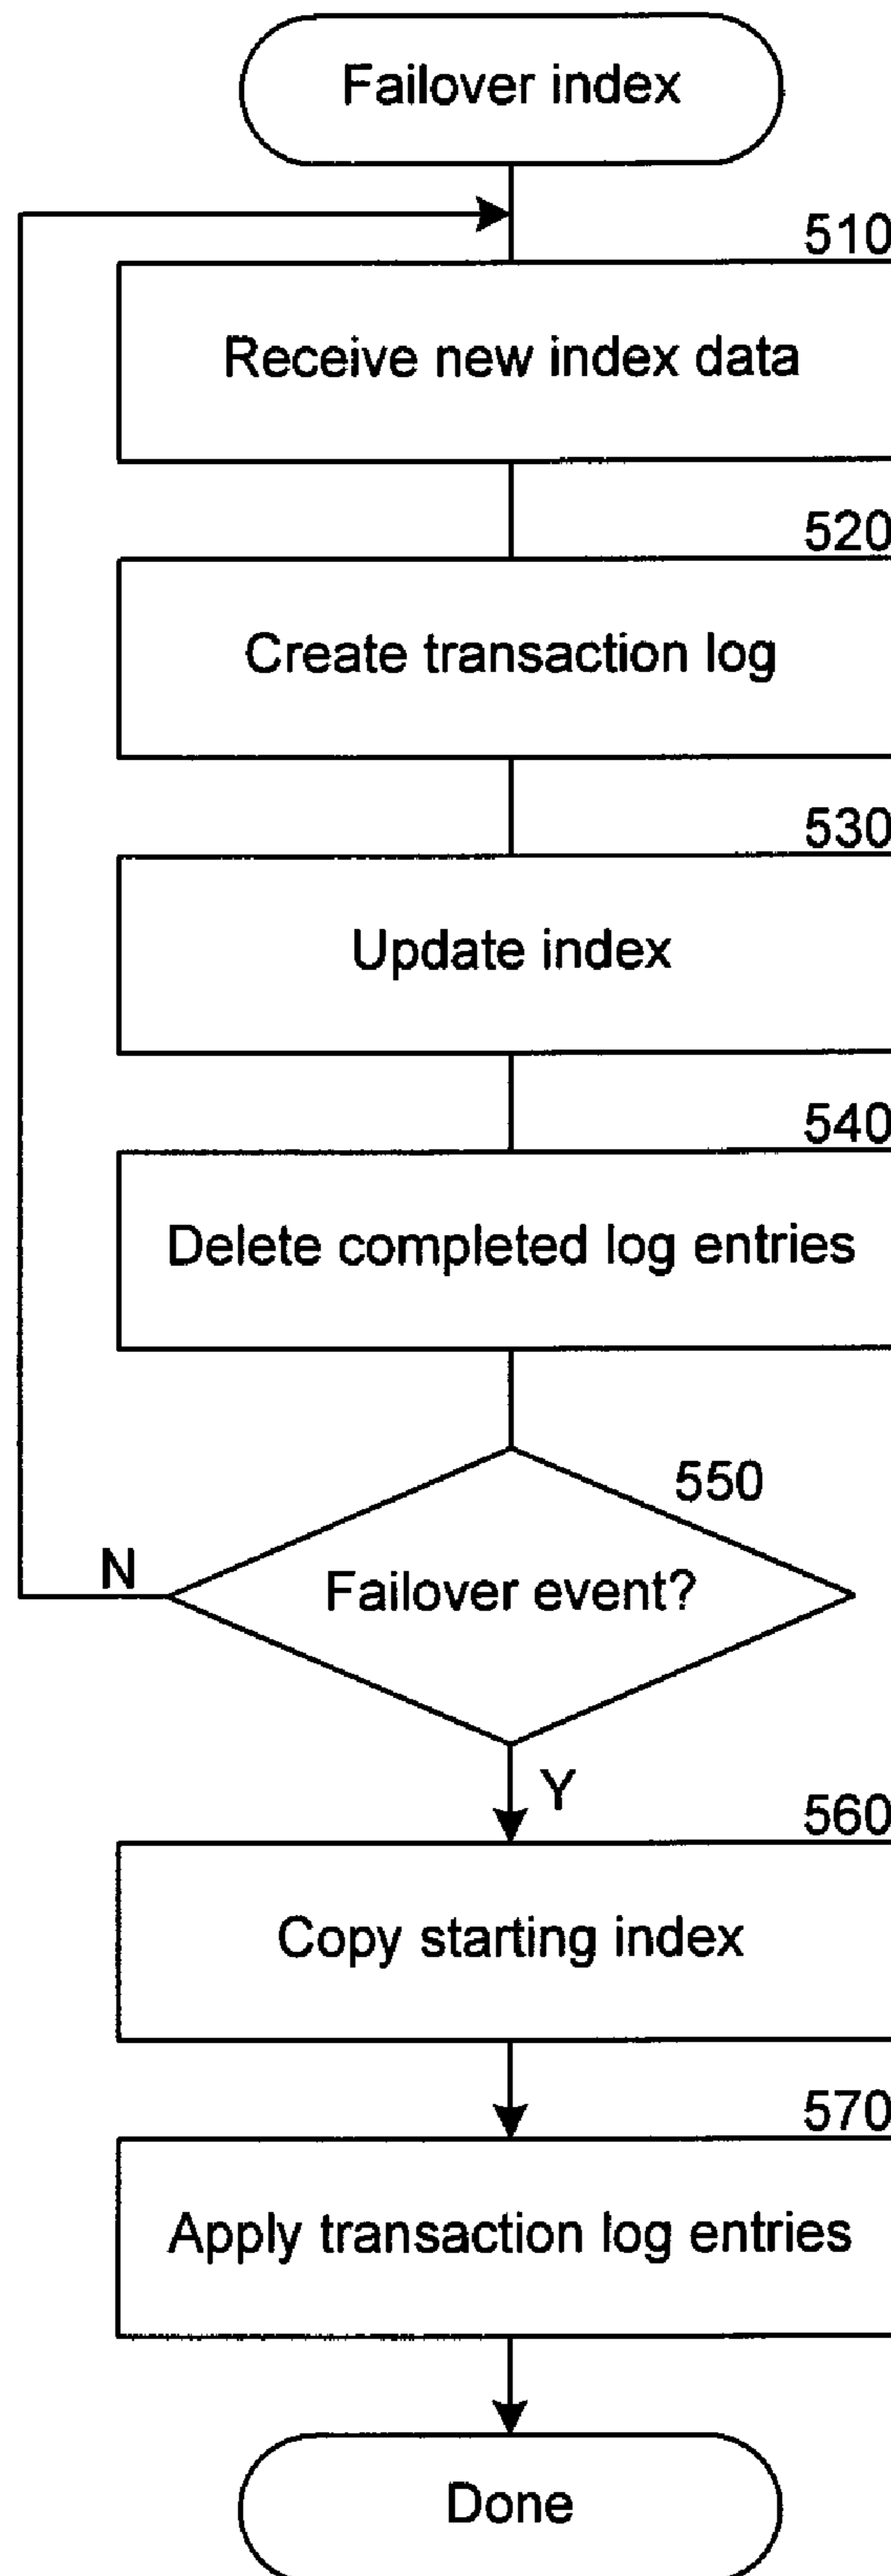 Failover index
510
Receive new index data
520
Create transaction log
530
Update index
540
Delete completed log entries
550
Failover event?
N
Y
560
Copy starting index
570
Apply transaction log entries
Done